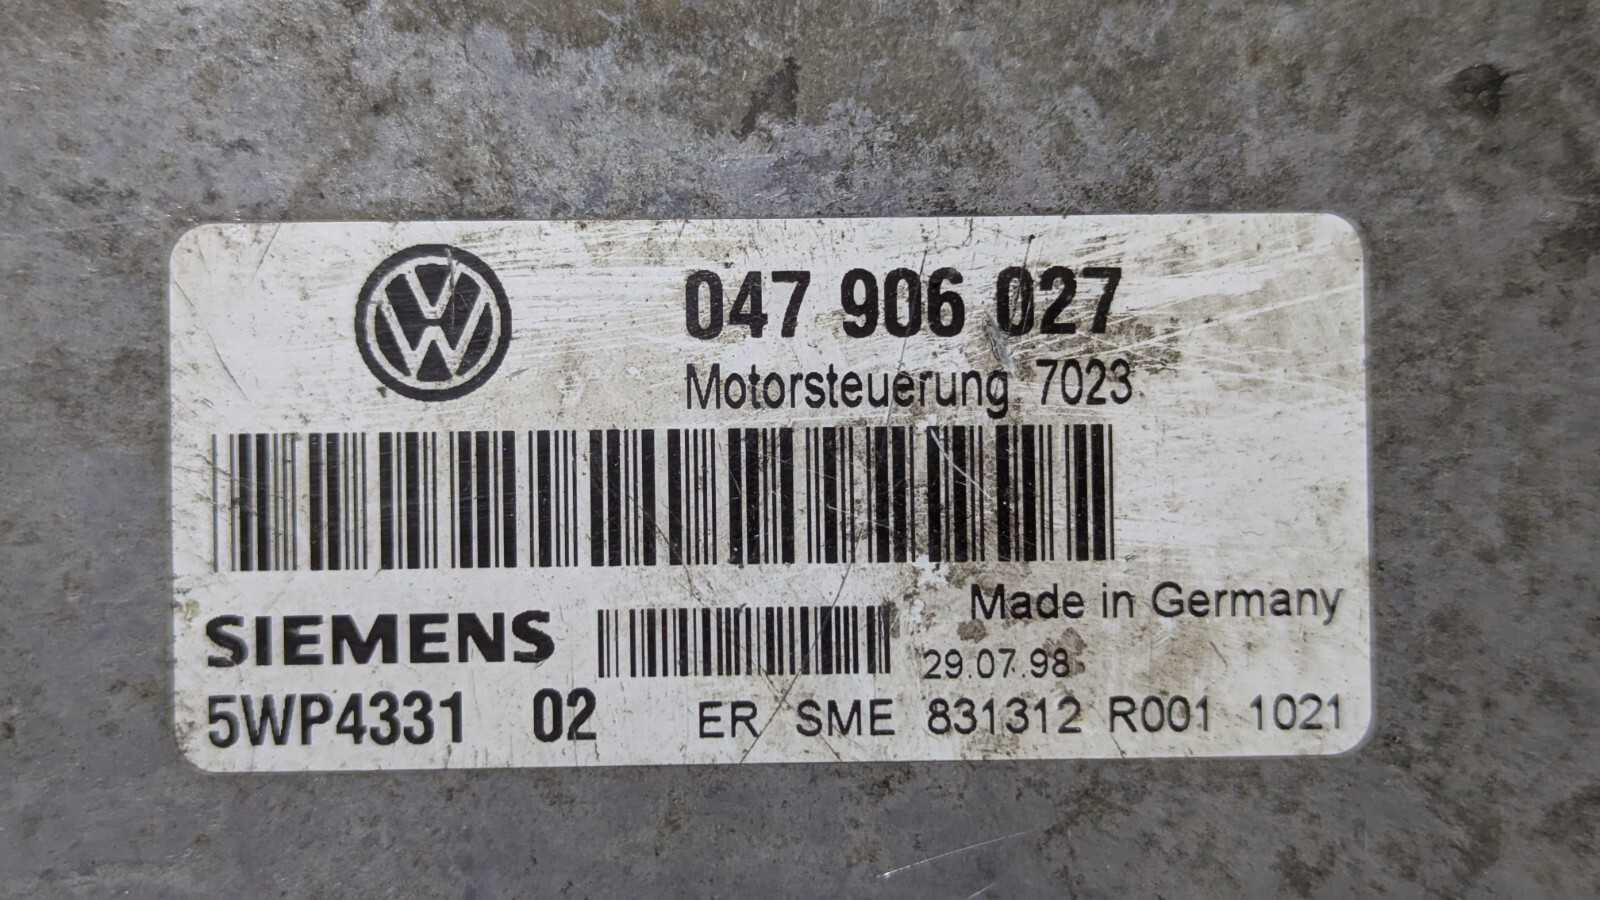 047 906 027
Motorsteuerung 7023
Made in Germany
SIEMENS
29.07.98
5WP4331 02 ER SME 831312 R001 1021